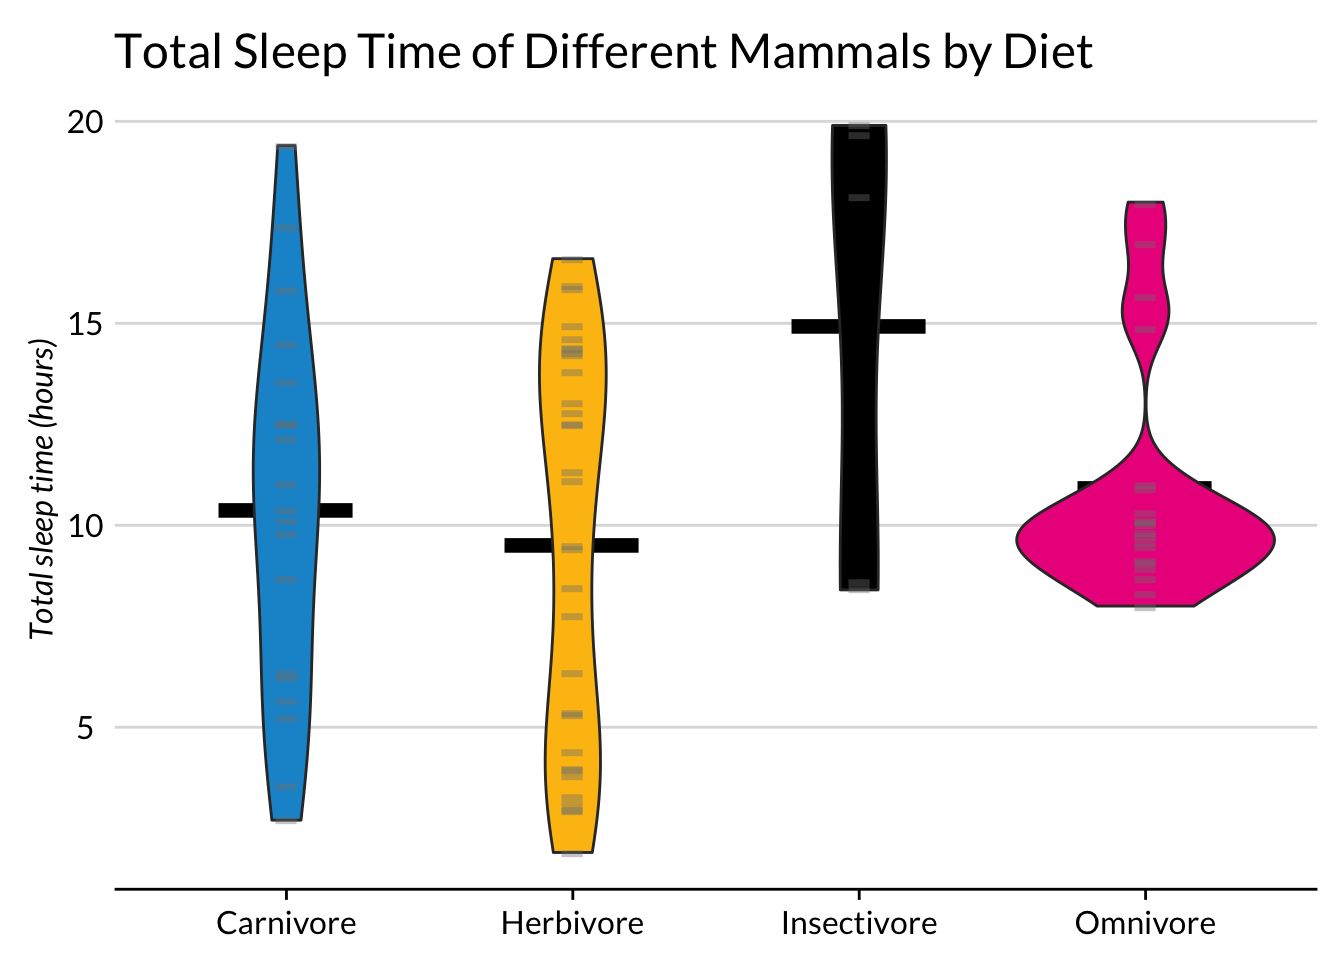 Total Sleep Time of Different Mammals by Diet
20
15
10
5
Total sleep time (hours)
Carnivore Herbivore Insectivore Omnivore